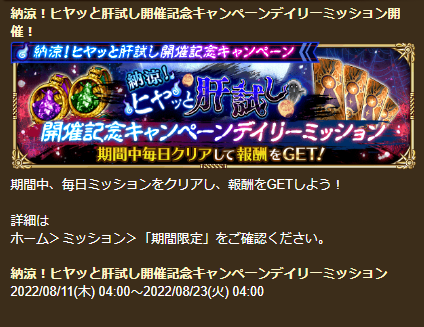 納涼！ヒヤッと肝試し開催記念キャンペーンデイリーミッション開
催！
納涼！ヒヤッと肝試し開催記念キャンペーン
納涼！
ヒヤッと肝試し
開催記念キャンペーンデイリーミッション
期間中毎日クリアして報酬をGET!
期間中、毎日ミッションをクリアし、報酬をGETしよう！
詳細は
ホーム＞ミッション＞「期間限定」をご確認ください。
納涼！ヒヤッと肝試し開催記念キャンペーンデイリーミッション
2022/08/11(木) 04:00～2022/08/23(火) 04:00